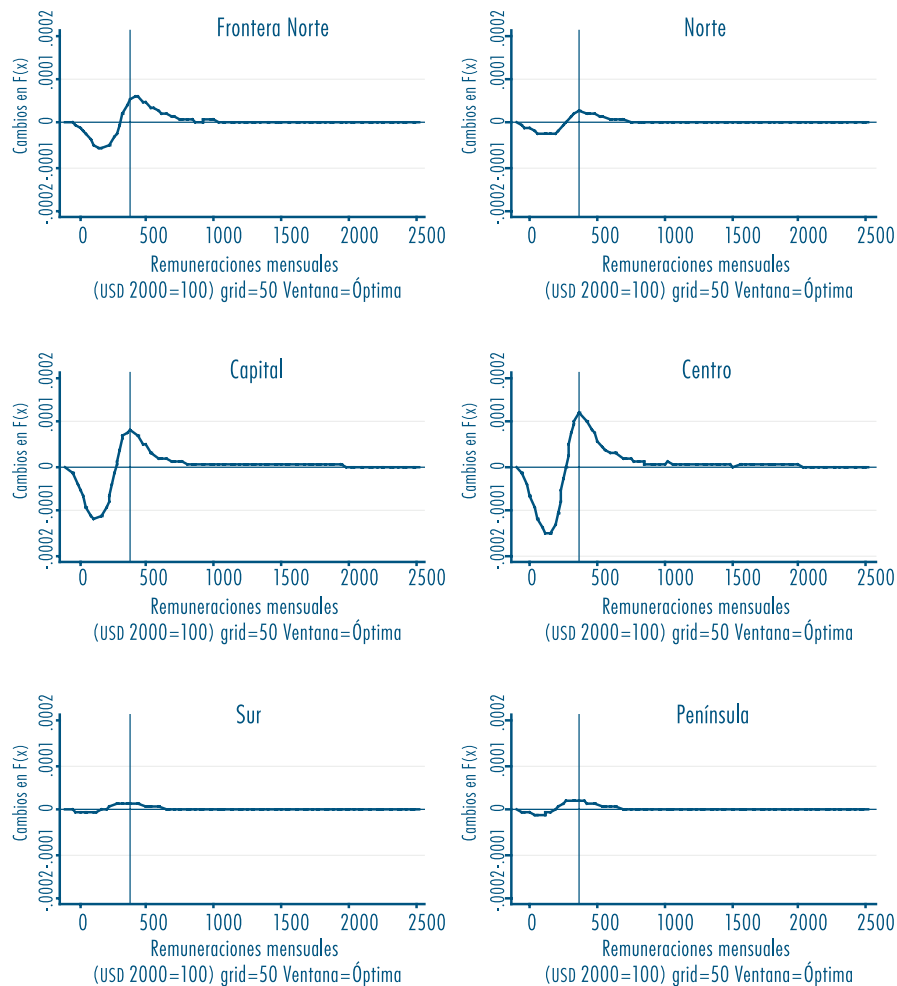 Frontera Norte
Cambios en F(x)
.0002
.0001
0
-.0001
-.0002
0 500 1000 1500 2000 2500
Remuneraciones mensuales
(USD 2000=100) grid=50 Ventana=Óptima
Norte
Cambios en F(x)
.0002
.0001
0
-.0001
-.0002
0 500 1000 1500 2000 2500
Remuneraciones mensuales
(USD 2000=100) grid=50 Ventana=Óptima
Capital
Cambios en F(x)
.0002
.0001
0
-.0001
-.0002
0 500 1000 1500 2000 2500
Remuneraciones mensuales
(USD 2000=100) grid=50 Ventana=Óptima
Centro
Cambios en F(x)
.0002
.0001
0
-.0001
-.0002
0 500 1000 1500 2000 2500
Remuneraciones mensuales
(USD 2000=100) grid=50 Ventana=Óptima
Sur
Cambios en F(x)
.0002
.0001
0
-.0001
-.0002
0 500 1000 1500 2000 2500
Remuneraciones mensuales
(USD 2000=100) grid=50 Ventana=Óptima
Península
Cambios en F(x)
.0002
.0001
0
-.0001
-.0002
0 500 1000 1500 2000 2500
Remuneraciones mensuales
(USD 2000=100) grid=50 Ventana=Óptima